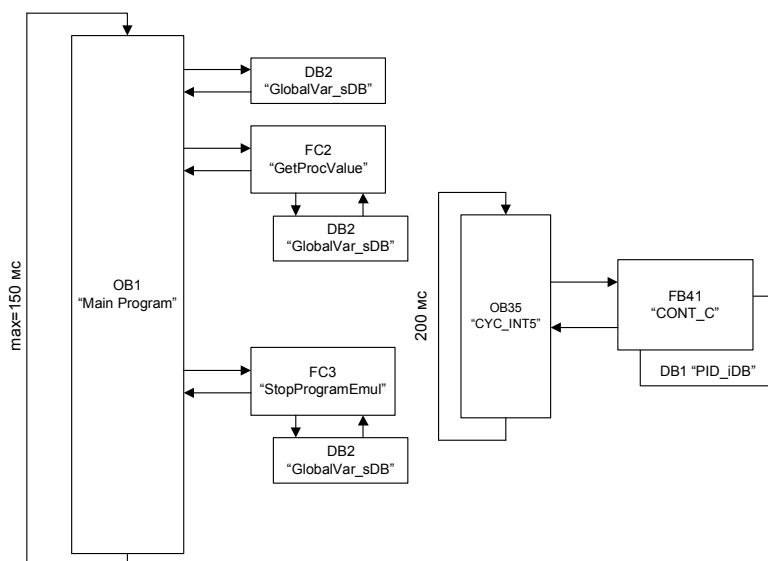 max=150 мс
OB1
“Main Program”
DB2
“GlobalVar_sDB”
FC2
“GetProcValue”
DB2
“GlobalVar_sDB”
FC3
“StopProgramEmul”
DB2
“GlobalVar_sDB”
200 мс
OB35
“CYC_INT5”
FB41
“CONT_C”
DB1 “PID_iDB”